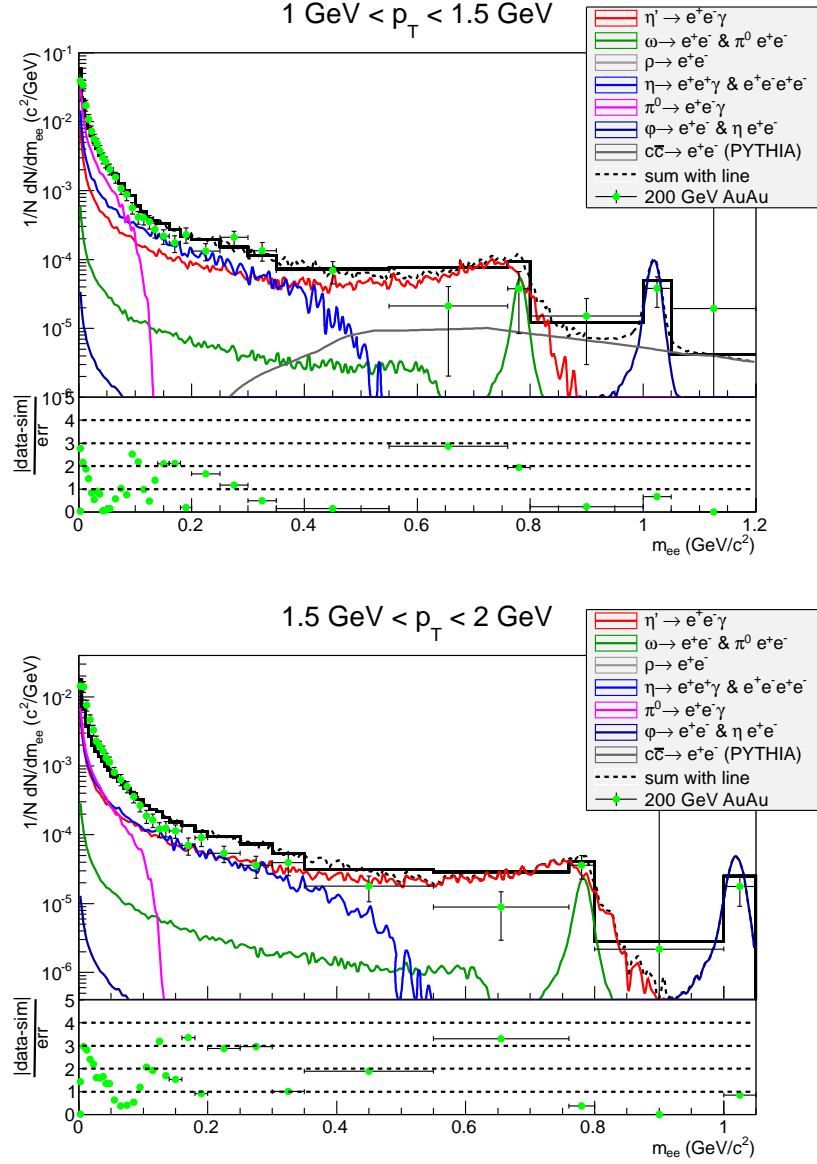 1 GeV < p_T < 1.5 GeV
η' → e⁺e⁻γ
ω → e⁺e⁻ & π⁰ e⁺e⁻
ρ → e⁺e⁻
η → e⁺e⁺γ & e⁺e⁻e⁺e⁻
π⁰ → e⁺e⁻γ
φ → e⁺e⁻ & η e⁺e⁻
cc̅ → e⁺e⁻ (PYTHIA)
sum with line
200 GeV AuAu
1/N dN/dm_ee (c²/GeV)
10⁻¹
10⁻²
10⁻³
10⁻⁴
10⁻⁵
10
5
4
3
2
1
0
|data-sim|
err
0 0.2 0.4 0.6 0.8 1 1.2
m_ee (GeV/c²)
1.5 GeV < p_T < 2 GeV
η' → e⁺e⁻γ
ω → e⁺e⁻ & π⁰ e⁺e⁻
ρ → e⁺e⁻
η → e⁺e⁺γ & e⁺e⁻e⁺e⁻
π⁰ → e⁺e⁻γ
φ → e⁺e⁻ & η e⁺e⁻
cc̅ → e⁺e⁻ (PYTHIA)
sum with line
200 GeV AuAu
1/N dN/dm_ee (c²/GeV)
10⁻²
10⁻³
10⁻⁴
10⁻⁵
10⁻⁶
5
4
3
2
1
0
|data-sim|
err
0 0.2 0.4 0.6 0.8 1
m_ee (GeV/c²)